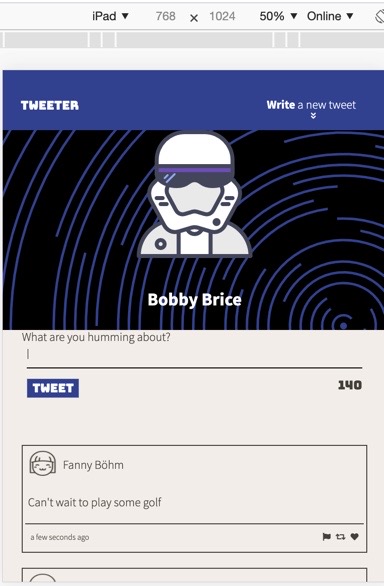 iPad ▼ 768 × 1024 50% ▼ Online ▼
TWEETER
Write a new tweet
Bobby Brice
What are you humming about?
TWEET
140
Fanny Böhm
Can't wait to play some golf
a few seconds ago